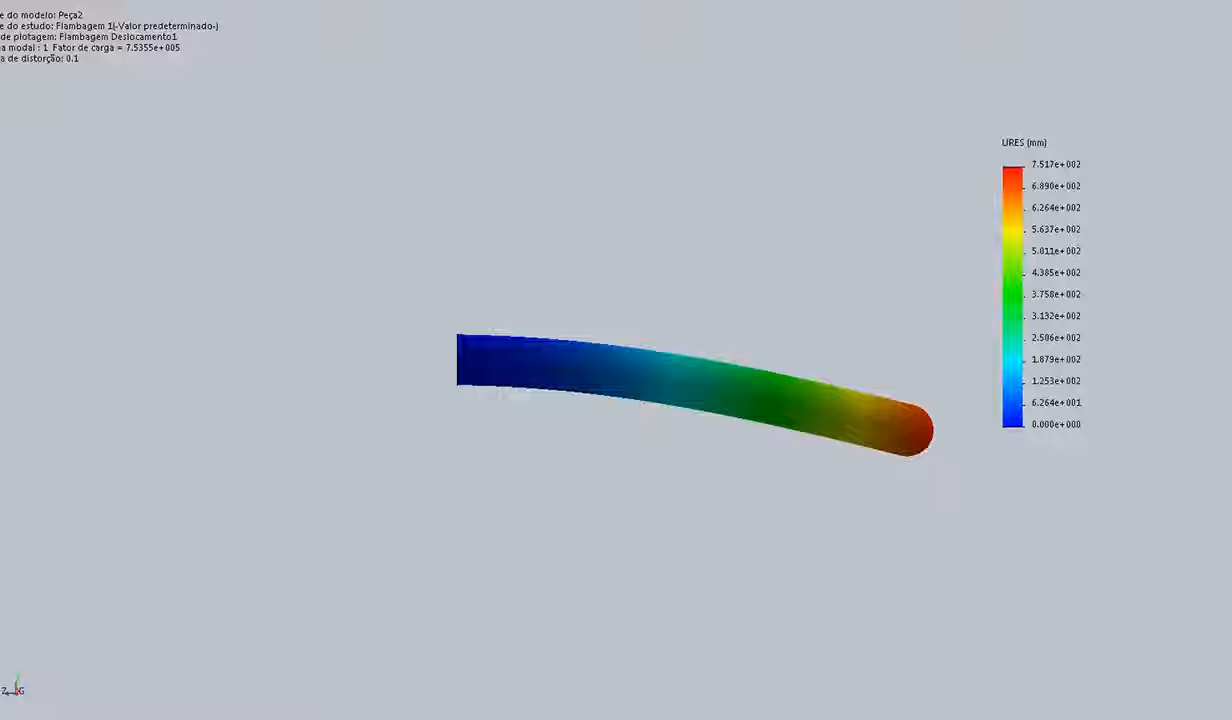 e do modelo: Peça2
e do estudo: Flambagem 1(-Valor predeterminado-)
de plotagem: Flambagem Deslocamento1
a modal : 1 Fator de carga = 7.5355e+005
a de distorção: 0.1
URES (mm)
7.517e+002
6.890e+002
6.264e+002
5.637e+002
5.011e+002
4.385e+002
3.758e+002
3.132e+002
2.506e+002
1.879e+002
1.253e+002
6.264e+001
0.000e+000
Z